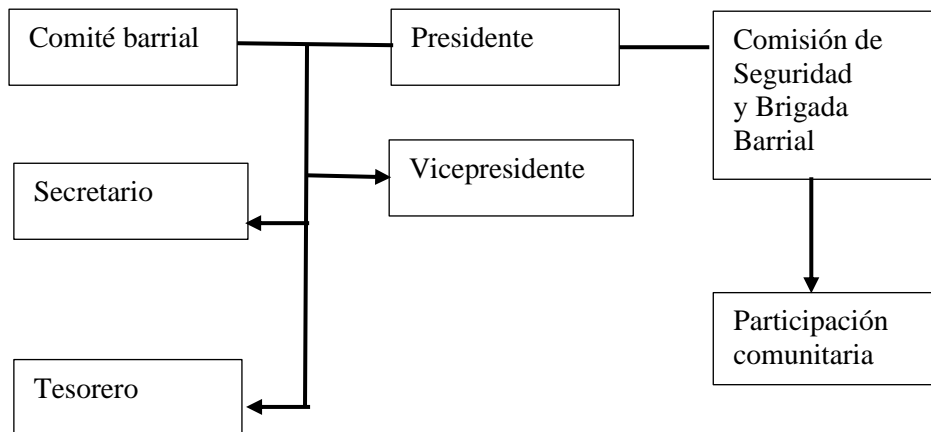 Comité barrial
Presidente
Comisión de
Seguridad
y Brigada
Barrial
Vicepresidente
Secretario
Participación
comunitaria
Tesorero